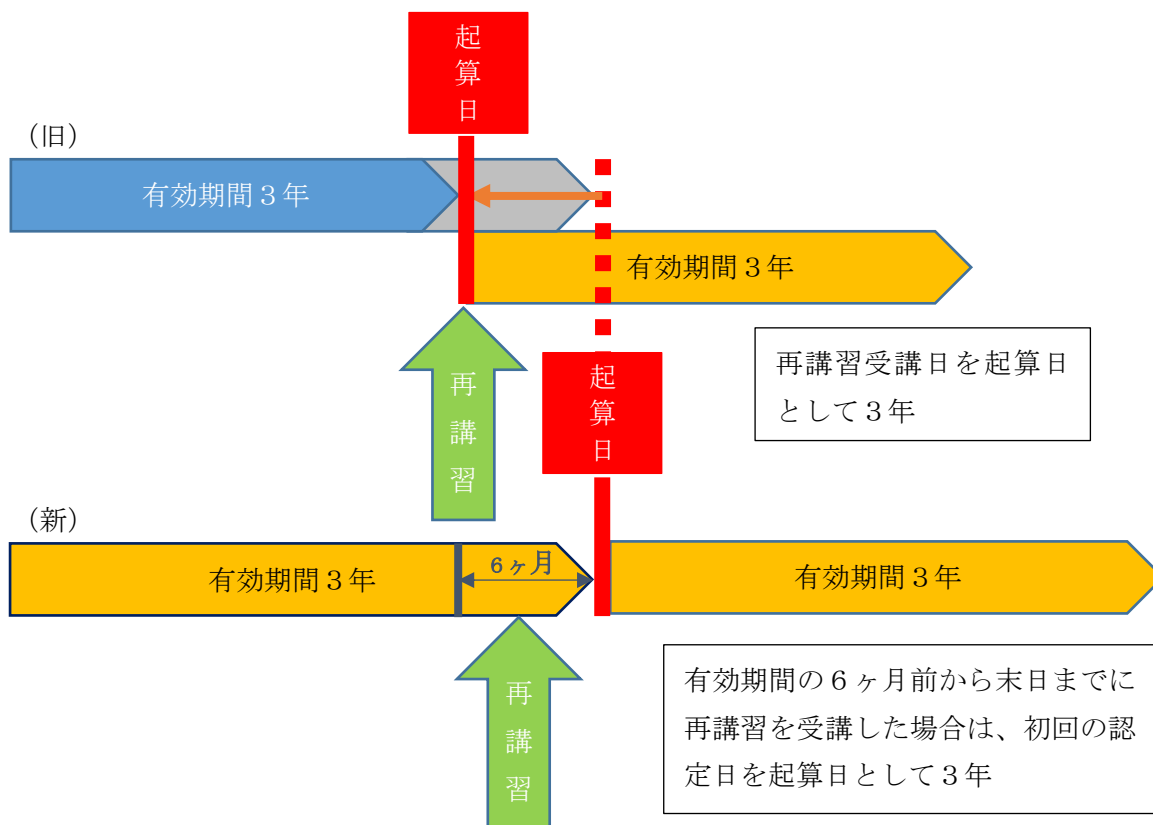 起算日
（旧）
有効期間３年
有効期間３年
再講習
再講習受講日を起算日
として３年
起算日
（新）
有効期間３年
6ヶ月
有効期間３年
再講習
有効期間の６ヶ月前から末日までに
再講習を受講した場合は、初回の認
定日を起算日として３年